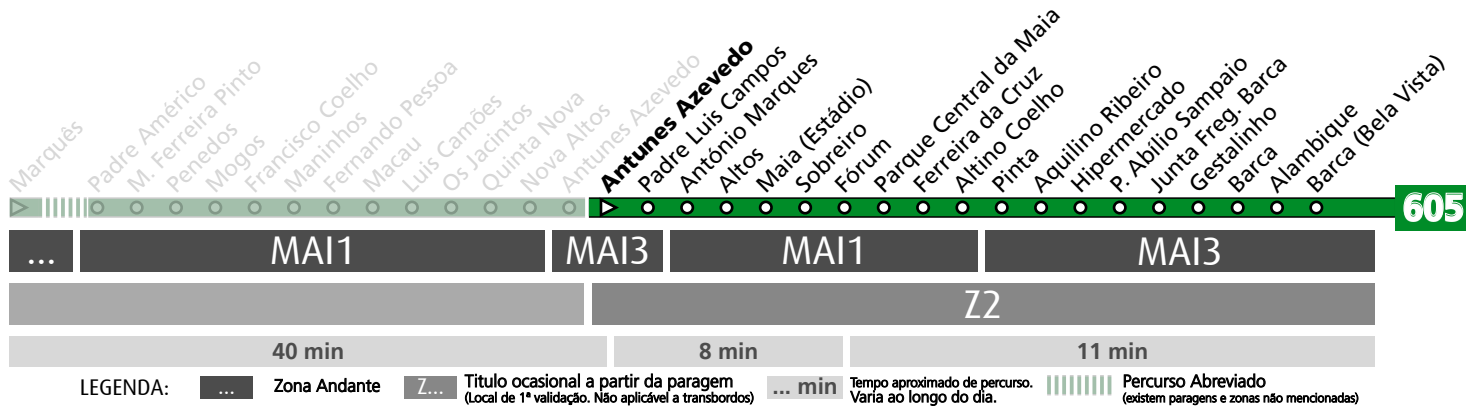 Marquês
Padre Américo
M. Ferreira Pinto
Penedos
Mogos
Francisco Coelho
Maninhos
Fernando Pessoa
Macau
Luís Camões
Os Jacintos
Quinta Nova
Nova Altos
Antunes Azevedo
Antunes Azevedo
Padre Luís Campos
António Marques
Altos
Maia (Estádio)
Sobreiro
Fórum
Parque Central da Maia
Ferreira da Cruz
Altino Coelho
Pinta
Aquilino Ribeiro
Hipermercado
P. Abílio Sampaio
Junta Freg. Barca
Gestalinho
Barca
Alambique
Barca (Bela Vista)
605
... MAI1 MAI3 MAI1 MAI3
Z2
40 min 8 min 11 min
LEGENDA:
... Zona Andante
Z... Titulo ocasional a partir da paragem
(Local de 1ª validação. Não aplicável a transbordos)
... min Tempo aproximado de percurso.
Varia ao longo do dia.
Percurso Abreviado
(existem paragens e zonas não mencionadas)